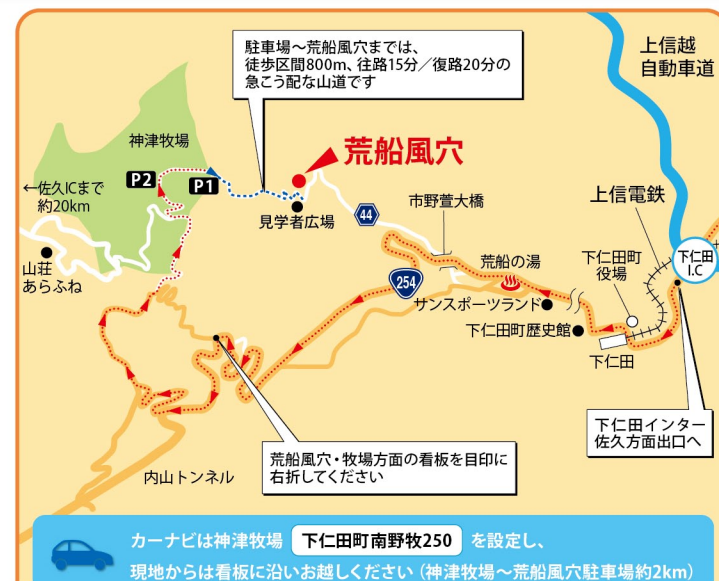 駐車場～荒船風穴までは、
徒歩区間800m、往路15分／復路20分の
急こう配な山道です
上信越
自動車道
神津牧場
荒船風穴
P2
P1
←佐久ICまで
約20km
見学者広場
44
市野萱大橋
上信電鉄
山荘
あらふね
254
荒船の湯
下仁田町
役場
下仁田
I.C
サンスポーツランド
下仁田町歴史館
下仁田
下仁田インター
佐久方面出口へ
荒船風穴・牧場方面の看板を目印に
右折してください
内山トンネル
カーナビは神津牧場 下仁田町南野牧250 を設定し、
現地からは看板に沿いお越しください（神津牧場～荒船風穴駐車場約2km）